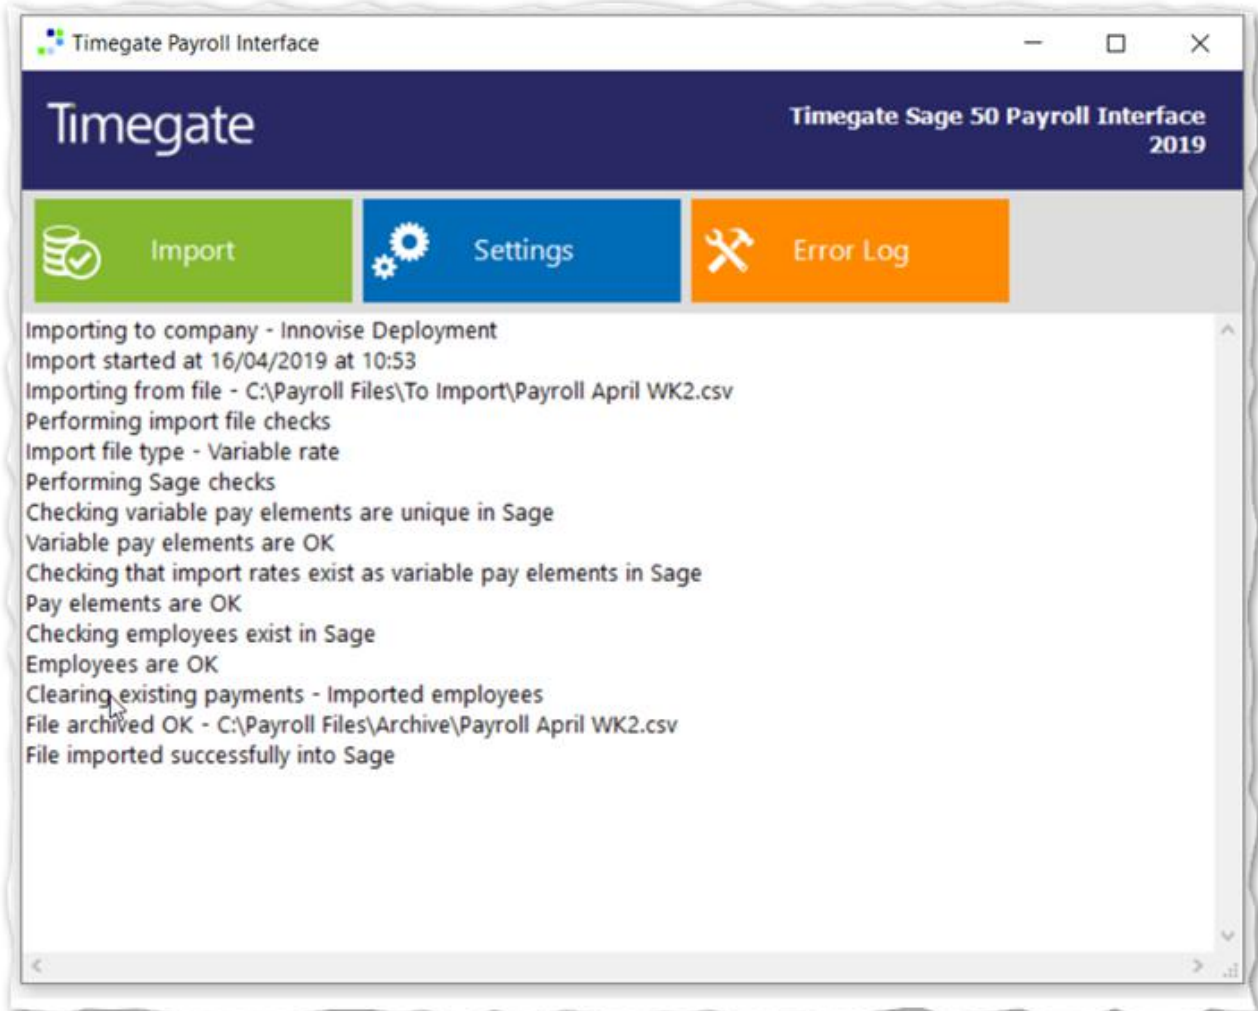 Timegate Payroll Interface
Timegate
Timegate Sage 50 Payroll Interface
2019
Import
Settings
Error Log
Importing to company - Innovise Deployment
Import started at 16/04/2019 at 10:53
Importing from file - C:\Payroll Files\To Import\Payroll April WK2.csv
Performing import file checks
Import file type - Variable rate
Performing Sage checks
Checking variable pay elements are unique in Sage
Variable pay elements are OK
Checking that import rates exist as variable pay elements in Sage
Pay elements are OK
Checking employees exist in Sage
Employees are OK
Clearing existing payments - Imported employees
File archived OK - C:\Payroll Files\Archive\Payroll April WK2.csv
File imported successfully into Sage